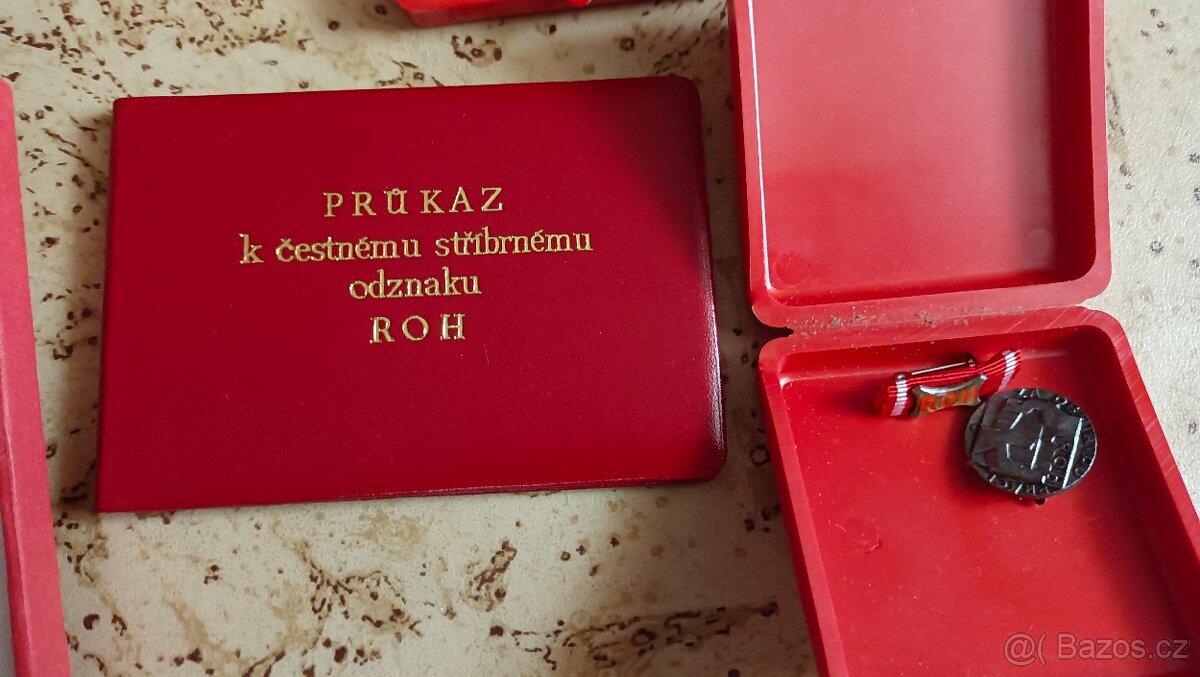 PRŮKAZ
k čestnému stříbrnému
odznaku
ROH
ROH
@( Bazos.cz